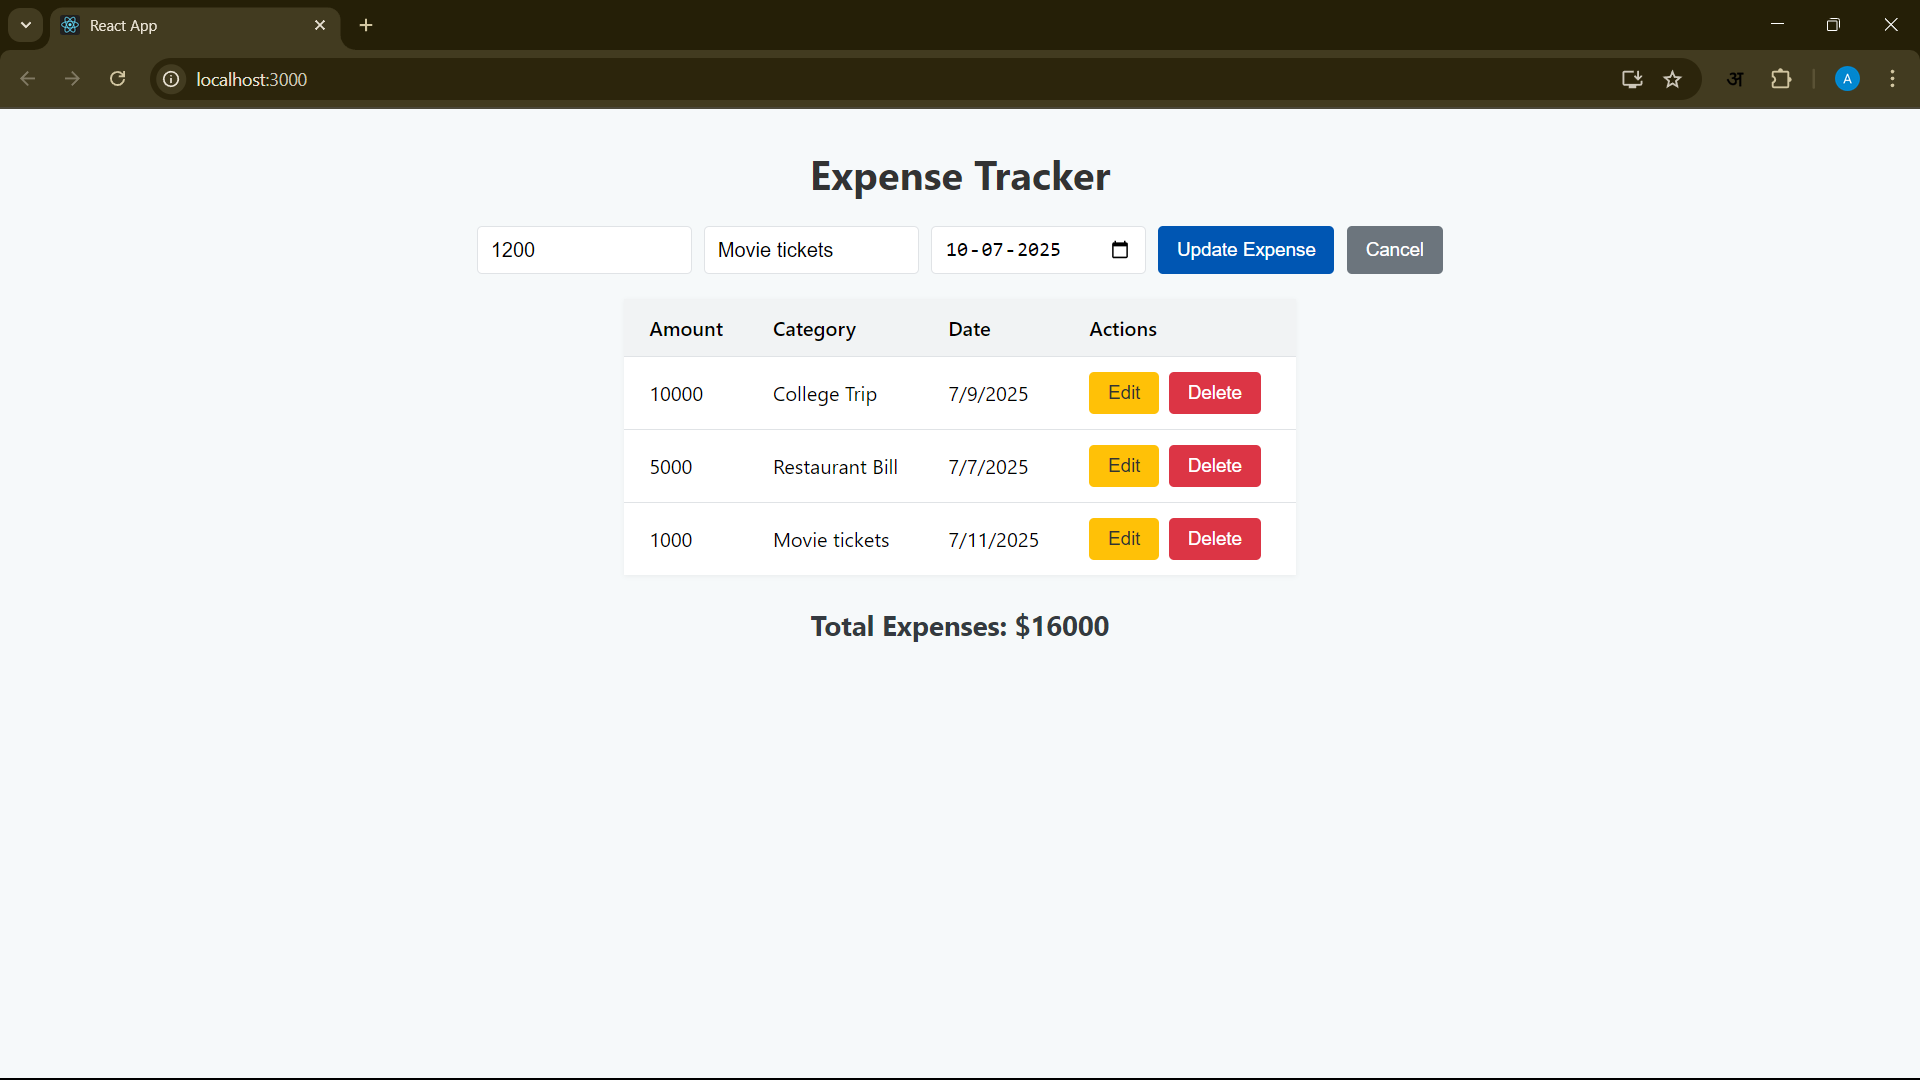 React App
localhost:3000
अ
A
Expense Tracker
1200 Movie tickets 10-07-2025 Update Expense Cancel
Amount Category Date Actions
10000 College Trip 7/9/2025 Edit Delete
5000 Restaurant Bill 7/7/2025 Edit Delete
1000 Movie tickets 7/11/2025 Edit Delete
Total Expenses: $16000